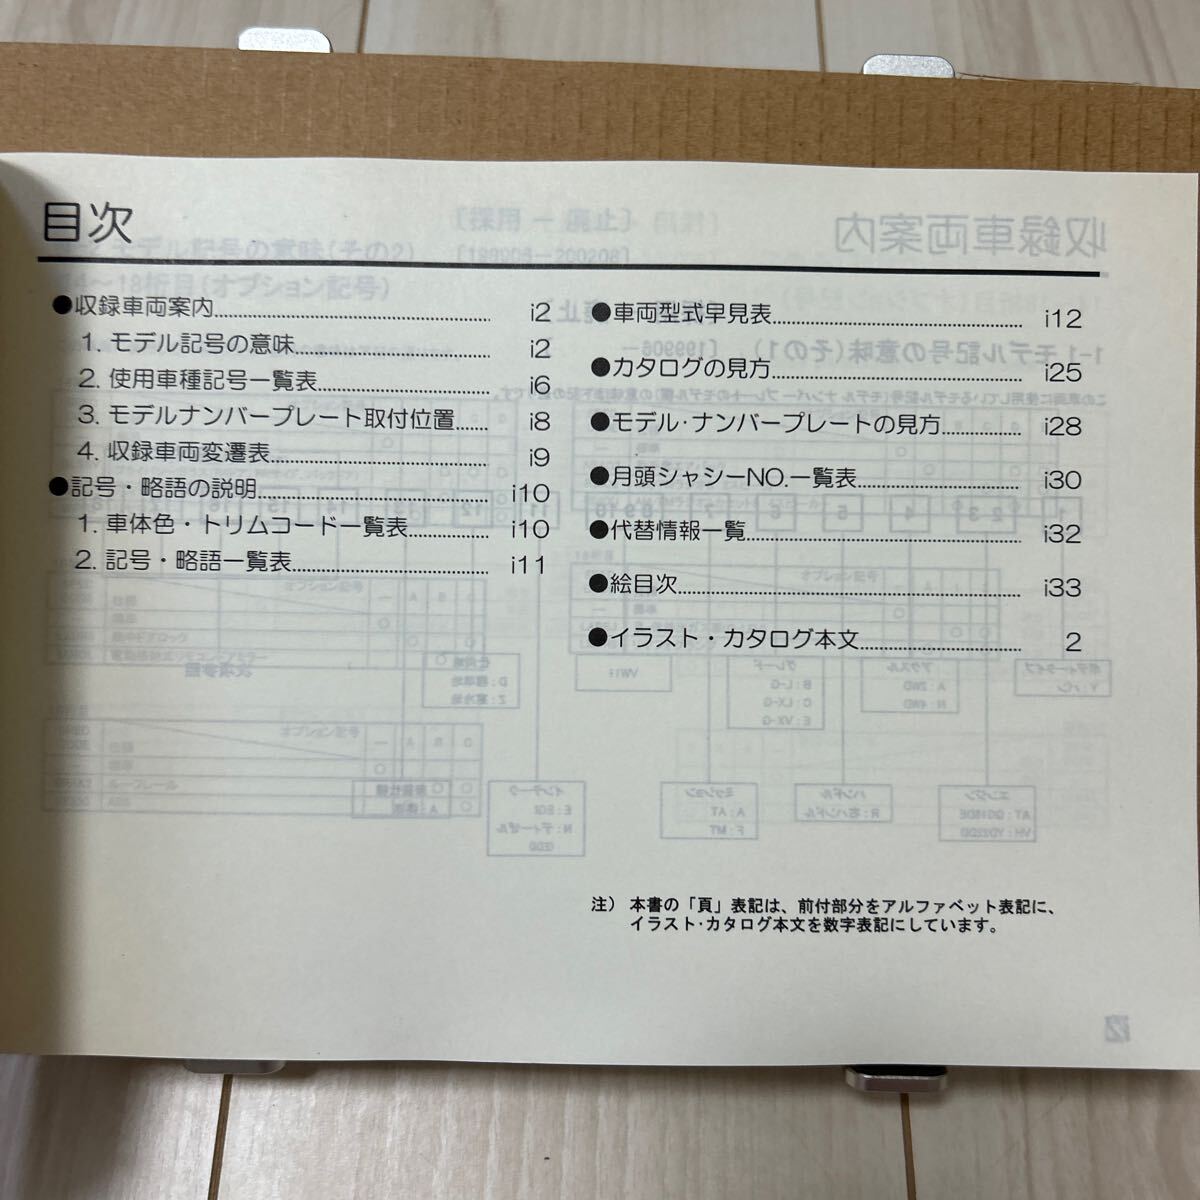 目次
●収録車両案内 i2
1. モデル記号の意味 i2
2. 使用車種記号一覧表 i6
3. モデルナンバープレート取付位置 i8
4. 収録車両変遷表 i9
●記号・略語の説明 i10
1. 車体色・トリムコード一覧表 i10
2. 記号・略語一覧表 i11
●車両型式早見表 i12
●カタログの見方 i25
●モデル・ナンバープレートの見方 i28
●月頭シャシーNO.一覧表 i30
●代替情報一覧 i32
●絵目次 i33
●イラスト・カタログ本文 2
注) 本書の「頁」表記は、前付部分をアルファベット表記に、
イラスト・カタログ本文を数字表記にしています。